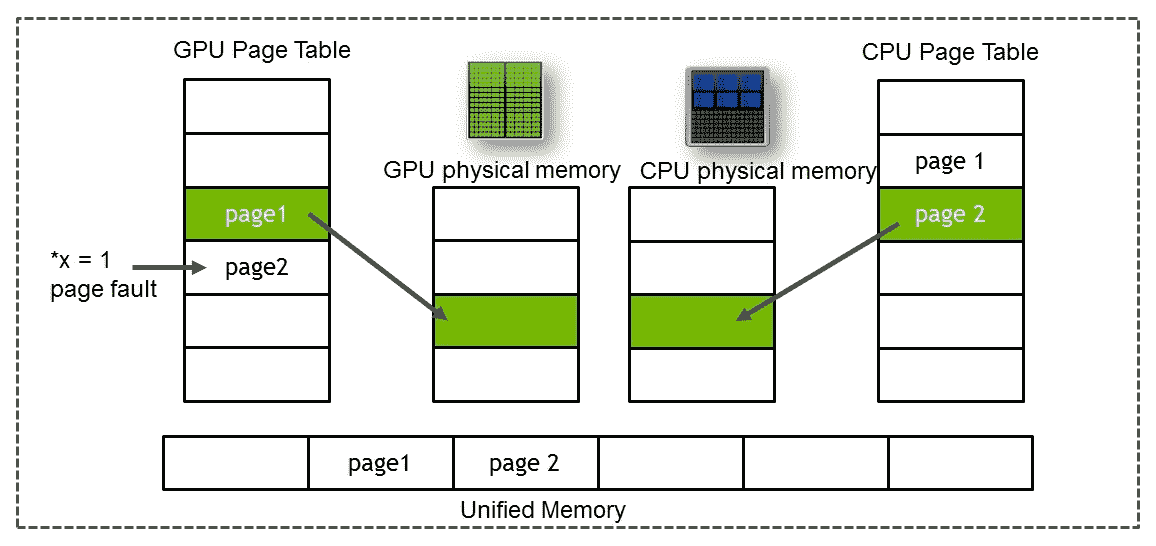 GPU Page Table
CPU Page Table
GPU physical memory
CPU physical memory
page 1
page1
page 2
*x = 1
page fault
page2
page1
page 2
Unified Memory